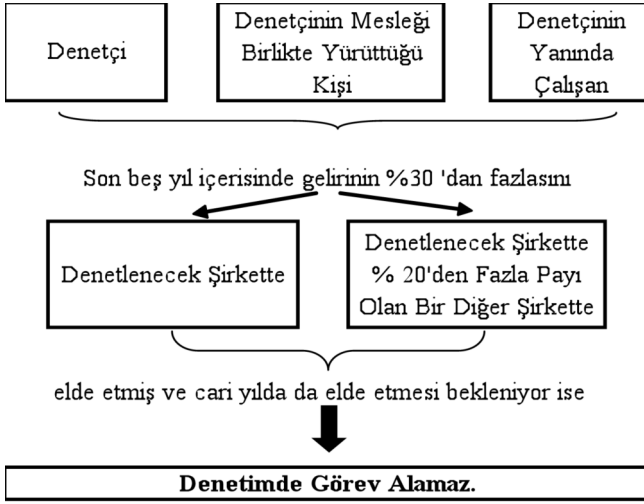 Denetçi
Denetçinin Mesleği
Birlikte Yürüttüğü
Kişi
Denetçinin
Yanında
Çalışan
Son beş yıl içerisinde gelirinin %30 'dan fazlasını
Denetlenecek Şirkette
Denetlenecek Şirkette
% 20'den Fazla Payı
Olan Bir Diğer Şirkette
elde etmiş ve cari yılda da elde etmesi bekleniyor ise
Denetimde Görev Alamaz.